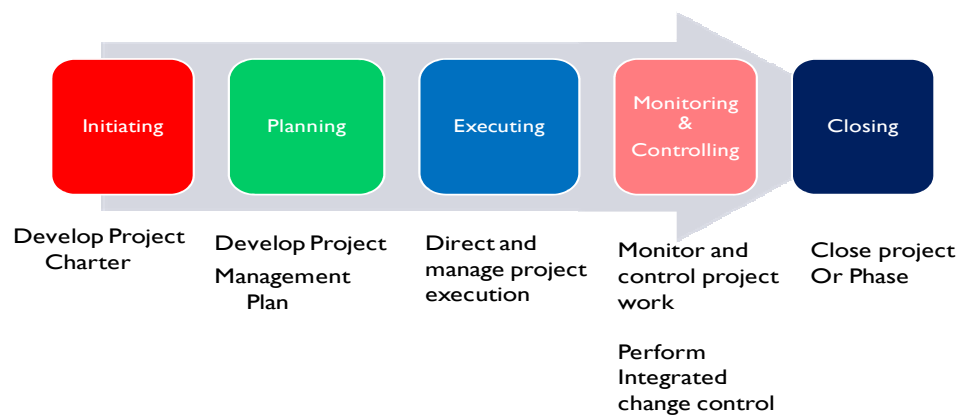 Initiating
Planning
Executing
Monitoring
&
Controlling
Closing
Develop Project
Charter
Develop Project
Management
Plan
Direct and
manage project
execution
Monitor and
control project
work
Perform
Integrated
change control
Close project
Or Phase